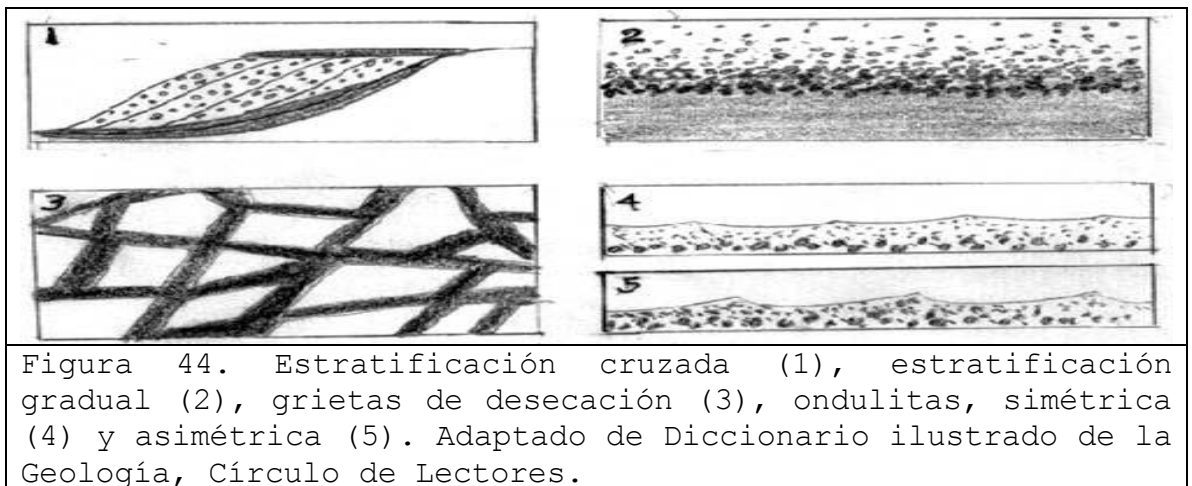 1
2
3
4
5
Figura 44. Estratificación cruzada (1), estratificación
gradual (2), grietas de desecación (3), ondulitas, simétrica
(4) y asimétrica (5). Adaptado de Diccionario ilustrado de la
Geología, Círculo de Lectores.